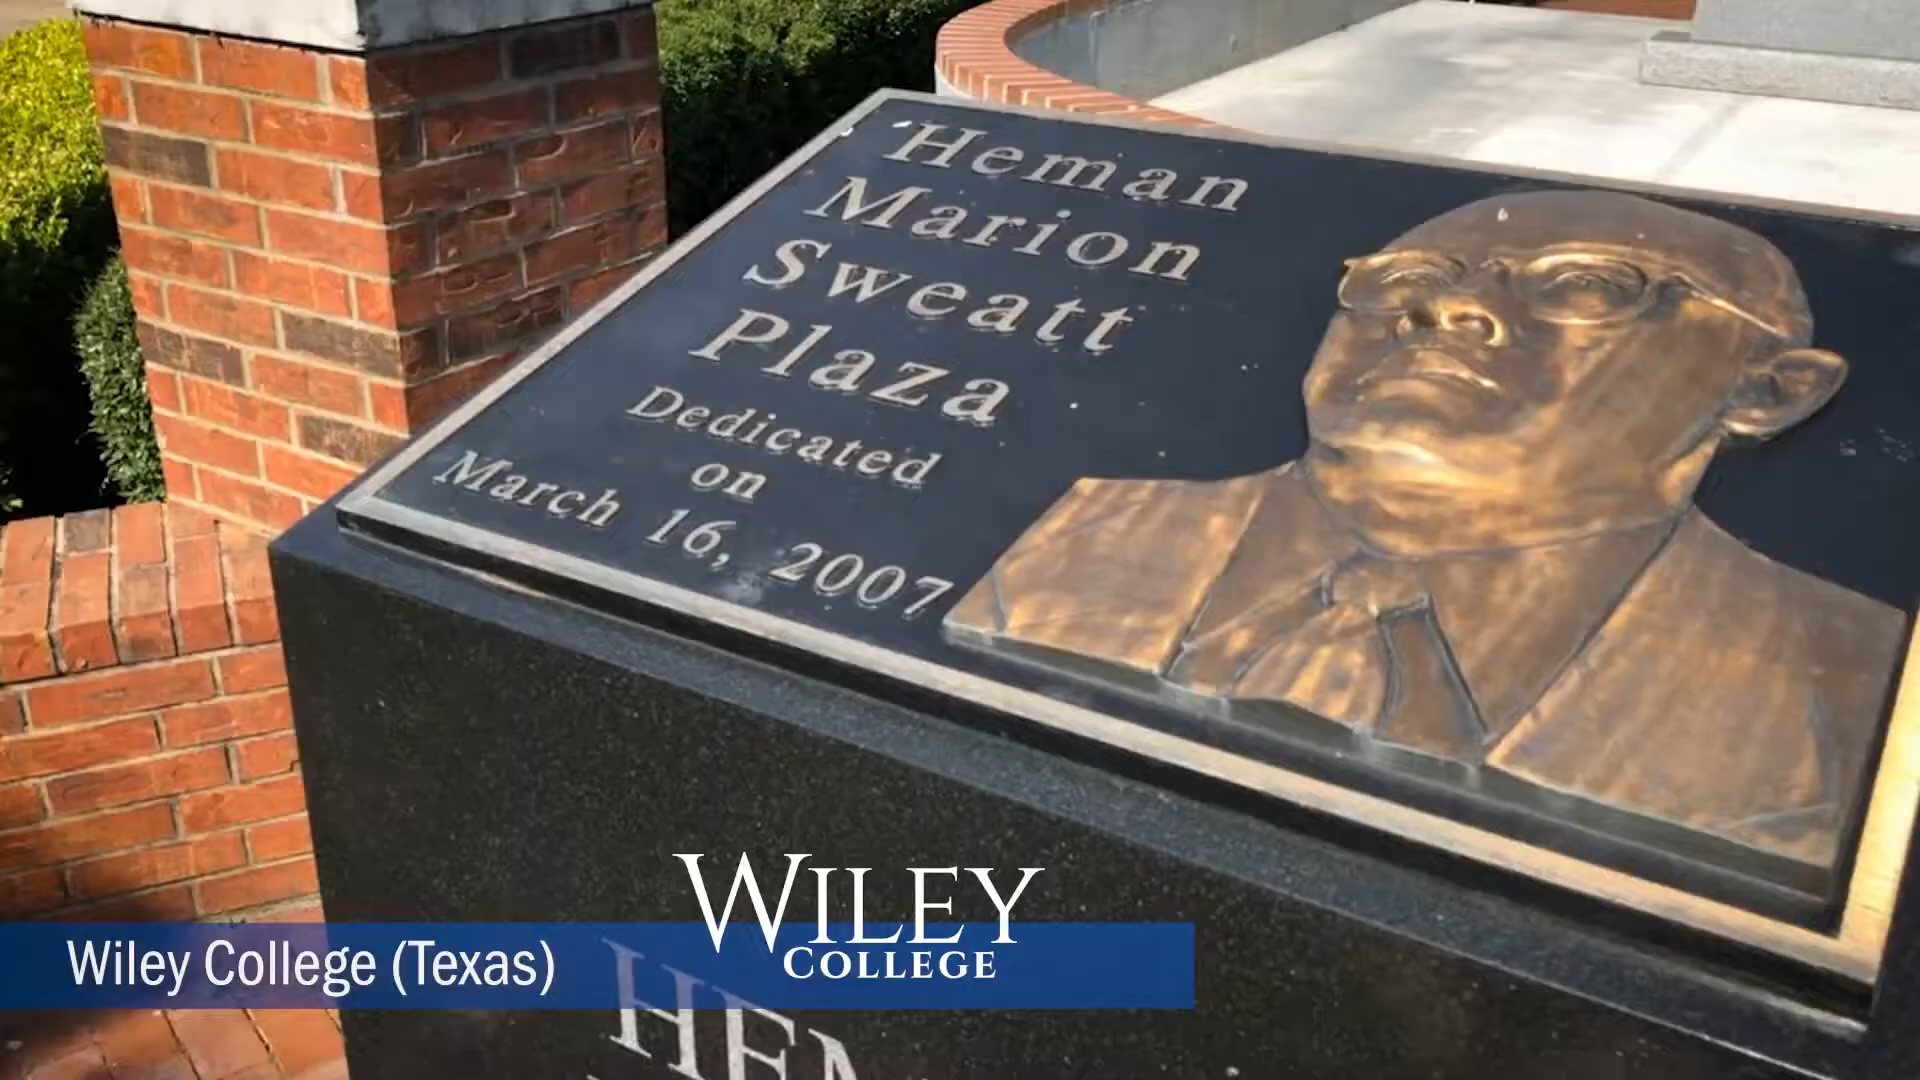 Heman
Marion
Sweatt
Plaza
Dedicated
on
March 16, 2007
WILEY
COLLEGE
Wiley College (Texas)